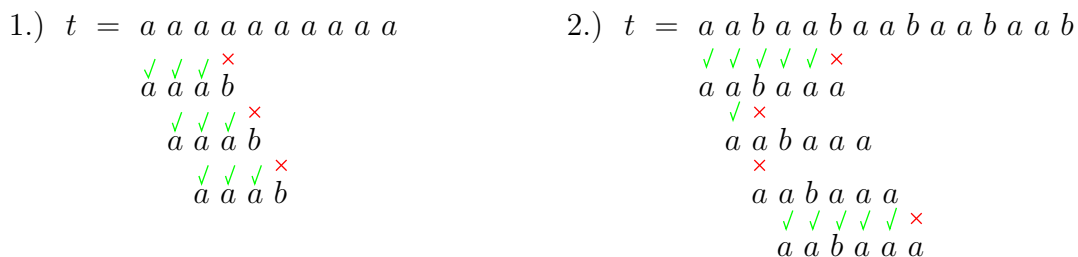 1.) t = a a a a a a a a a a
✓ ✓ ✓ ×
a a a b
✓ ✓ ✓ ×
a a a b
✓ ✓ ✓ ×
a a a b
2.) t = a a b a a b a a b a a b a a b
✓ ✓ ✓ ✓ ✓ ×
a a b a a a
✓ ×
a a b a a a
×
a a b a a a
✓ ✓ ✓ ✓ ✓ ×
a a b a a a